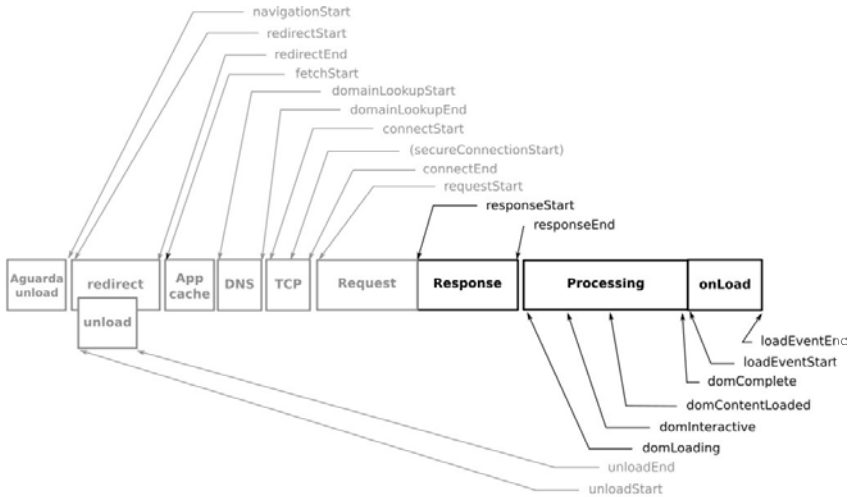 navigationStart
redirectStart
redirectEnd
fetchStart
domainLookupStart
domainLookupEnd
connectStart
(secureConnectionStart)
connectEnd
requestStart
responseStart
responseEnd
Aguarda
unload
redirect
App
cache
DNS
TCP
Request
Response
Processing
onLoad
unload
loadEventEnd
loadEventStart
domComplete
domContentLoaded
domInteractive
domLoading
unloadEnd
unloadStart